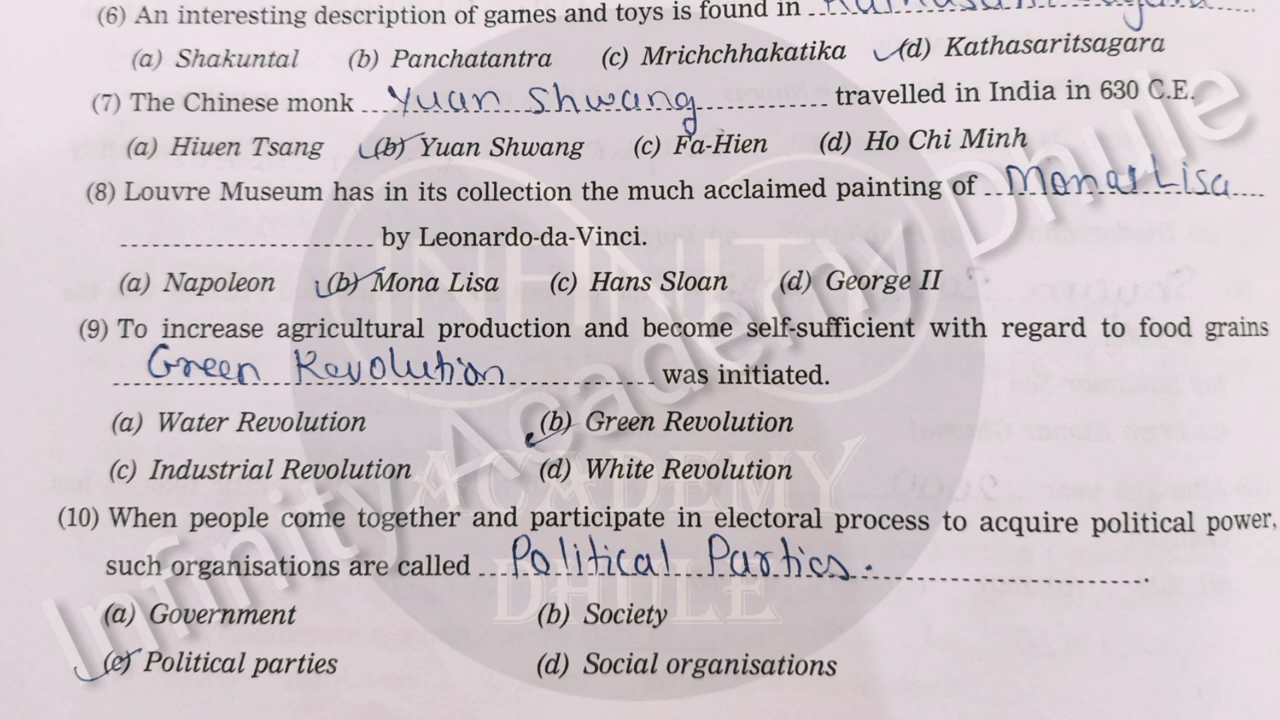 (6) An interesting description of games and toys is found in
(a) Shakuntal (b) Panchatantra (c) Mrichchhakatika (d) Kathasaritsagara
(7) The Chinese monk Yuan Shwang travelled in India in 630 C.E.
(a) Hiuen Tsang (b) Yuan Shwang (c) Fa-Hien (d) Ho Chi Minh
(8) Louvre Museum has in its collection the much acclaimed painting of Mona Lisa
by Leonardo-da-Vinci.
(a) Napoleon (b) Mona Lisa (c) Hans Sloan (d) George II
(9) To increase agricultural production and become self-sufficient with regard to food grains
Green Revolution was initiated.
(a) Water Revolution (b) Green Revolution
(c) Industrial Revolution (d) White Revolution
(10) When people come together and participate in electoral process to acquire political power,
such organisations are called Political Parties.
(a) Government (b) Society
(c) Political parties (d) Social organisations
Infinity Academy Dhule
INFINITY
ACADEMY
DHULE